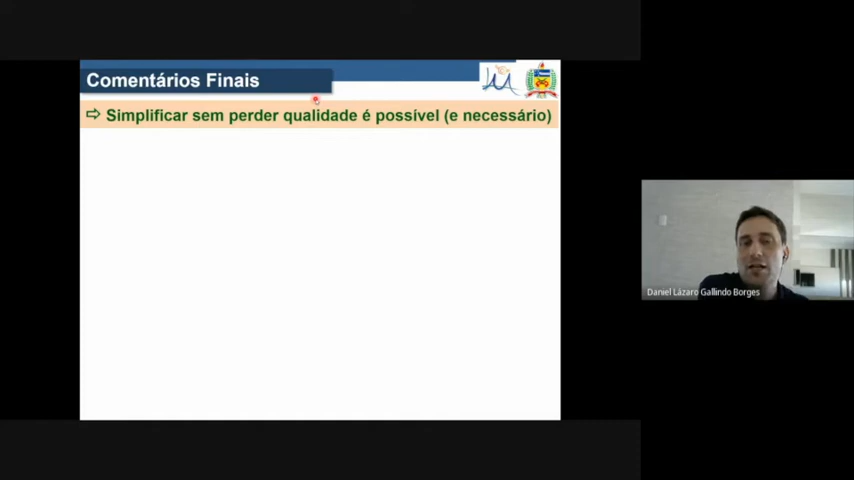 Comentários Finais
⇨ Simplificar sem perder qualidade é possível (e necessário)
Daniel Lázaro Gallindo Borges